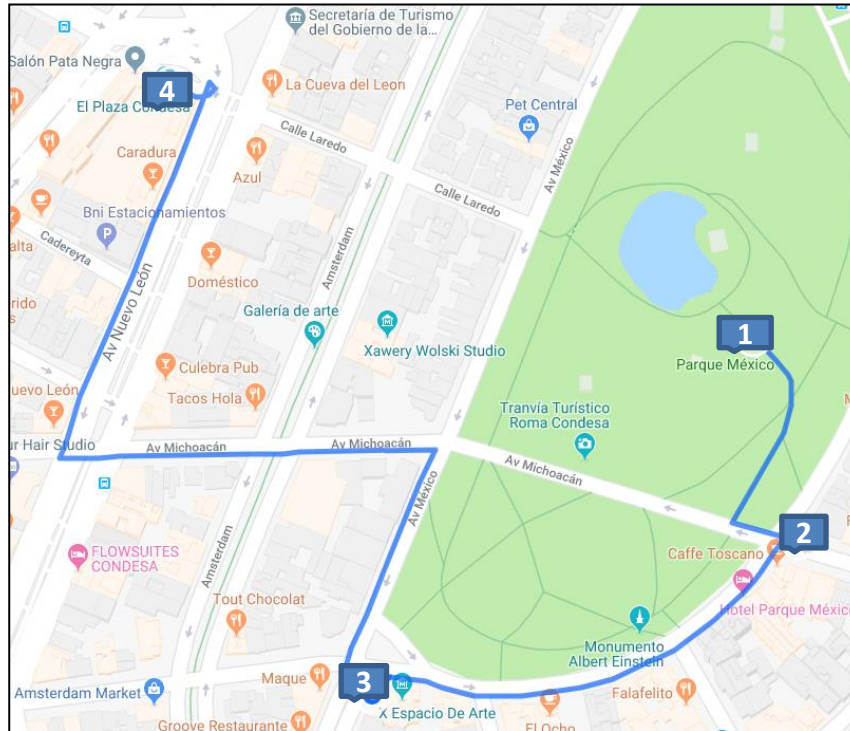 Secretaría de Turismo
del Gobierno de la...
Salón Pata Negra
4
El Plaza Condesa
La Cueva del Leon
Pet Central
Calle Laredo
Av México
Caradura
Azul
Calle Laredo
Bni Estacionamientos
P
alta
Cadereyta
Amsterdam
Doméstico
Av Nuevo León
Galería de arte
1
Parque México
Xawery Wolski Studio
Culebra Pub
Tacos Hola
uevo León
Tranvía Turístico
Roma Condesa
ur Hair Studio
Av Michoacán
Av Michoacán
Av Michoacán
Av México
2
Caffe Toscano
FLOWSUITES
CONDESA
Amsterdam
Hotel Parque Méxic
Tout Chocolat
Monumento
Albert Einstein
Maque
3
Amsterdam Market
X Espacio De Arte
Falafelito
Groove Restaurante
El Ocho